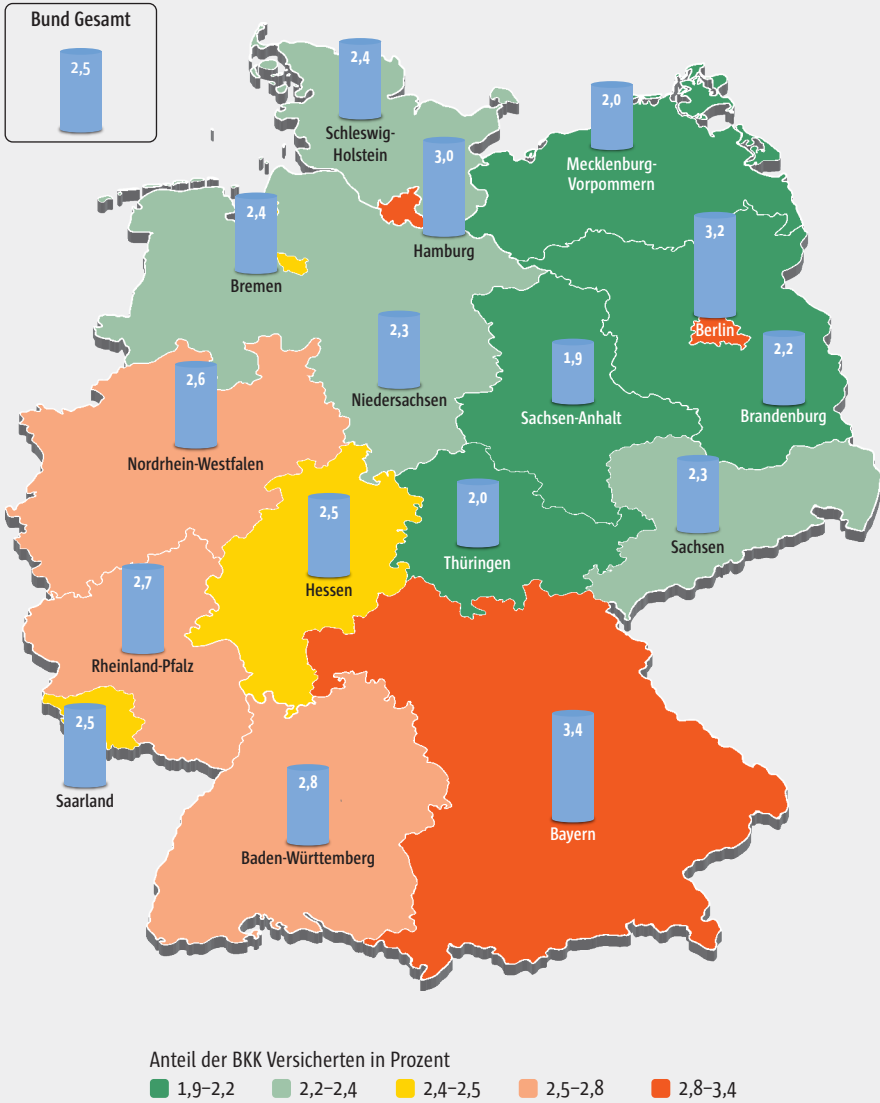 Bund Gesamt
2,5
2,4
Schleswig-
Holstein
2,0
Mecklenburg-
Vorpommern
3,0
Hamburg
2,4
Bremen
3,2
Berlin
2,3
Niedersachsen
1,9
Sachsen-Anhalt
2,2
Brandenburg
2,6
Nordrhein-Westfalen
2,5
Hessen
2,0
Thüringen
2,3
Sachsen
2,7
Rheinland-Pfalz
2,5
Saarland
2,8
Baden-Württemberg
3,4
Bayern
Anteil der BKK Versicherten in Prozent
1,9–2,2 2,2–2,4 2,4–2,5 2,5–2,8 2,8–3,4